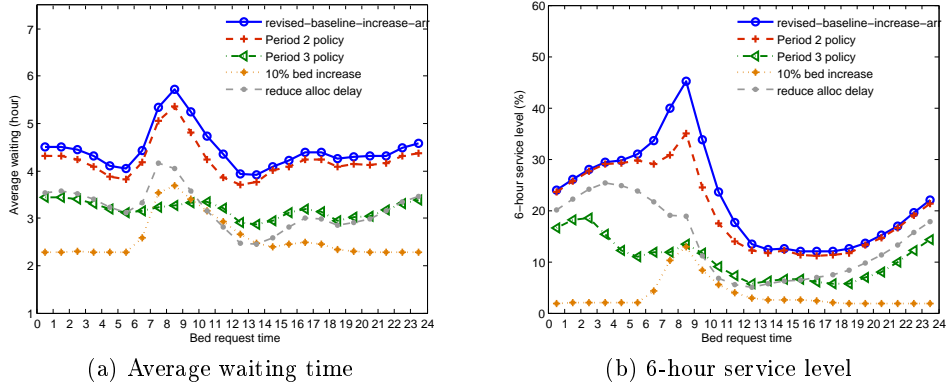 7
6
5
4
3
2
1
Average waiting (hour)
revised−baseline−increase−arr
Period 2 policy
Period 3 policy
10% bed increase
reduce alloc delay
0 1 2 3 4 5 6 7 8 9 10 11 12 13 14 15 16 17 18 19 20 21 22 23 24
Bed request time
(a) Average waiting time
60
50
40
30
20
10
0
6−hour service level (%)
revised−baseline−increase−arr
Period 2 policy
Period 3 policy
10% bed increase
reduce alloc delay
0 1 2 3 4 5 6 7 8 9 10 11 12 13 14 15 16 17 18 19 20 21 22 23 24
Bed request time
(b) 6-hour service level